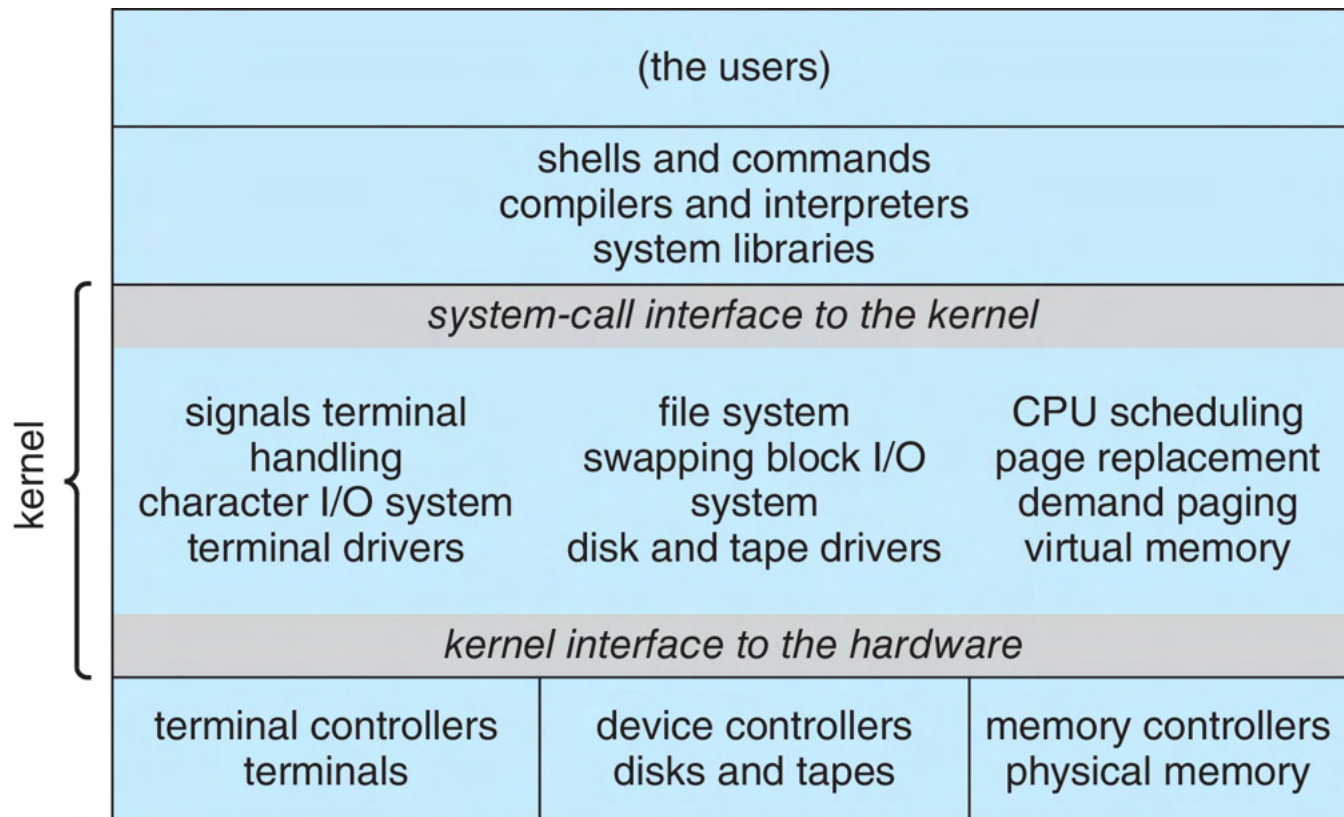 (the users)
shells and commands
compilers and interpreters
system libraries
system-call interface to the kernel
kernel
signals terminal
handling
character I/O system
terminal drivers
file system
swapping block I/O
system
disk and tape drivers
CPU scheduling
page replacement
demand paging
virtual memory
kernel interface to the hardware
terminal controllers
terminals
device controllers
disks and tapes
memory controllers
physical memory